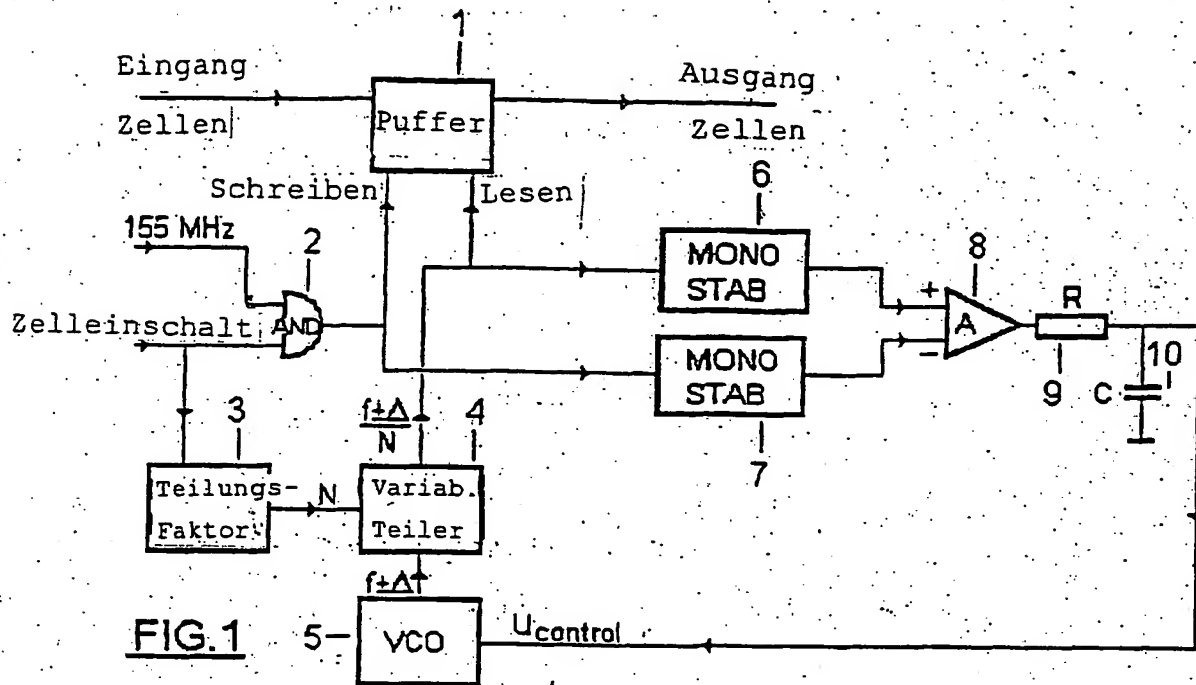 1
Eingang
Zellen
Puffer
Ausgang
Zellen
Schreiben
Lesen
155 MHz
2
AND
Zelleinschalt
6
MONO
STAB
MONO
STAB
7
+
-
8
A
R
9
10
C
f±Δ
N
3
4
Teilungs-
Faktor
N
Variab.
Teiler
f±Δ
FIG.1
5
VCO
Ucontrol